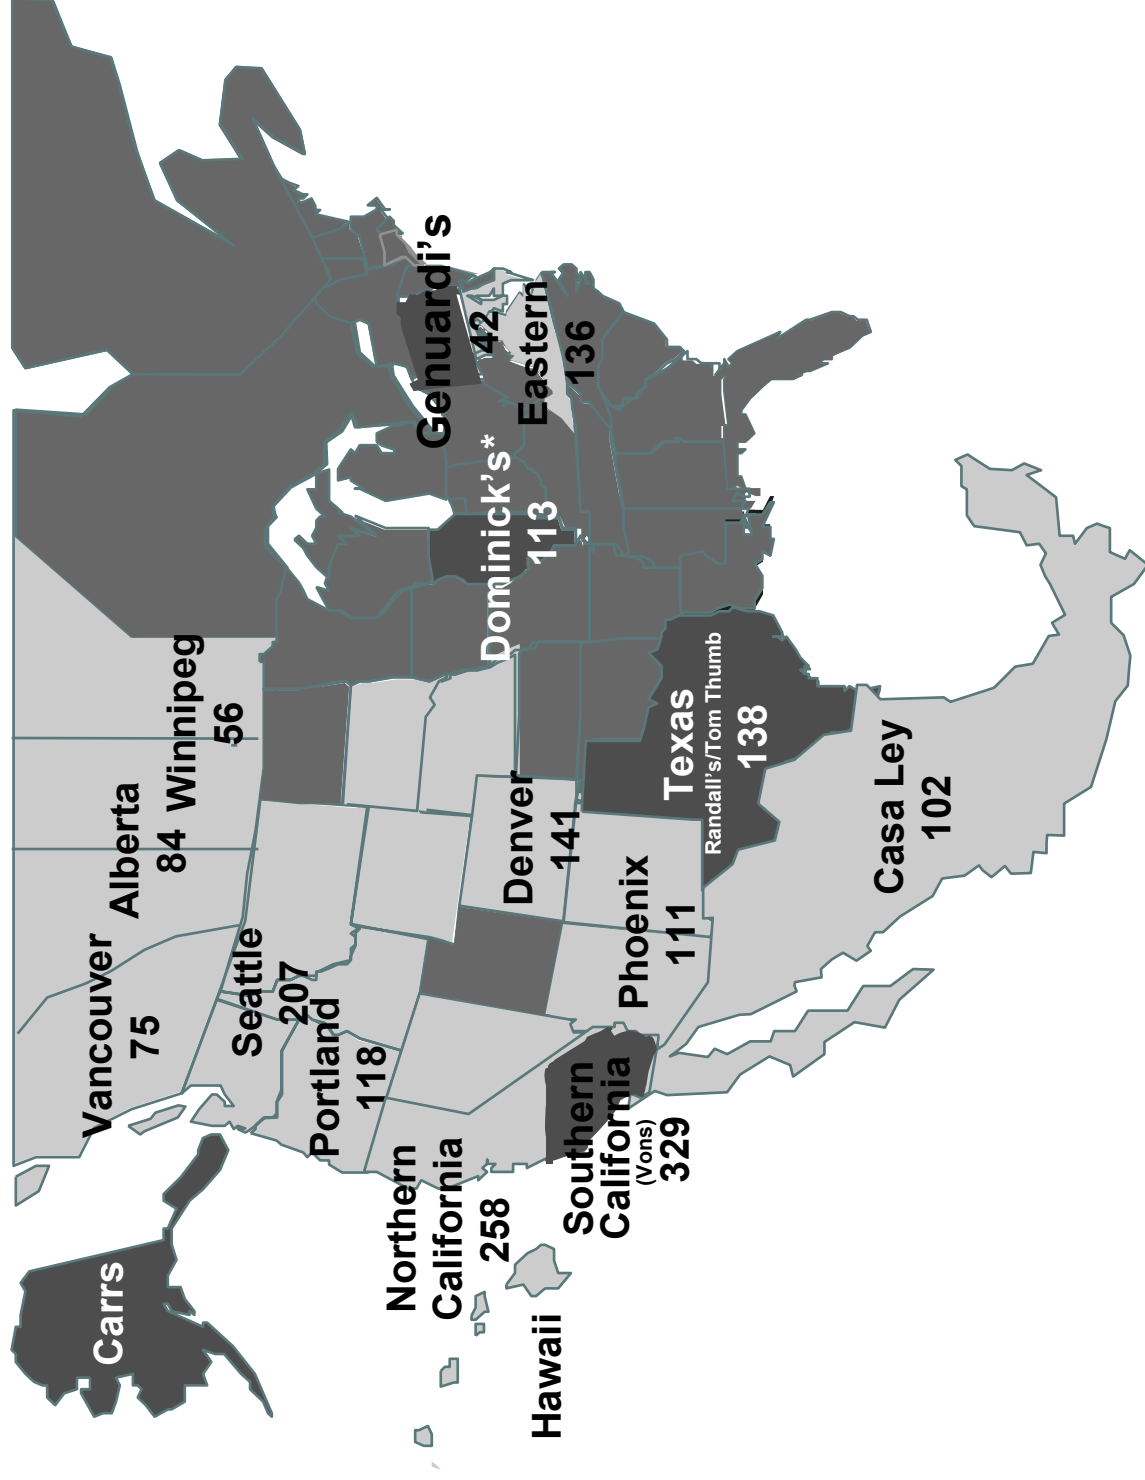 Carrs
Vancouver
75
Alberta
84
Winnipeg
56
Seattle
207
Portland
118
Northern
California
258
Hawaii
Southern
California
(Vons)
329
Phoenix
111
Denver
141
Texas
Randall's/Tom Thumb
138
Casa Ley
102
Dominick's*
113
Genuardi's
42
Eastern
136